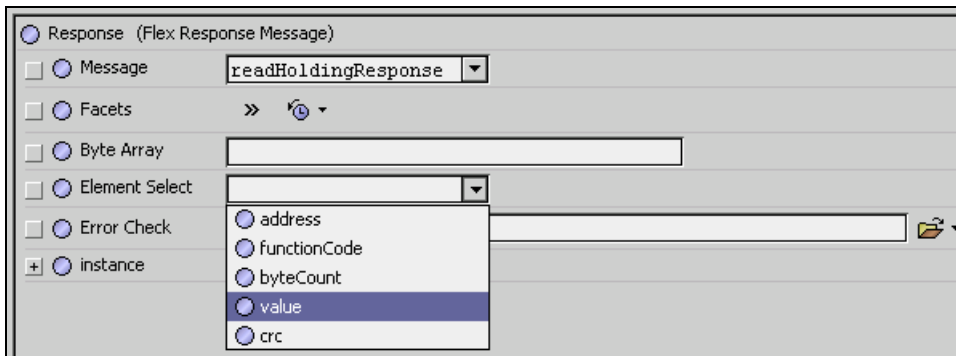 Response (Flex Response Message)
Message readHoldingResponse
Facets »
Byte Array
Element Select
address
Error Check
functionCode
instance
byteCount
value
crc